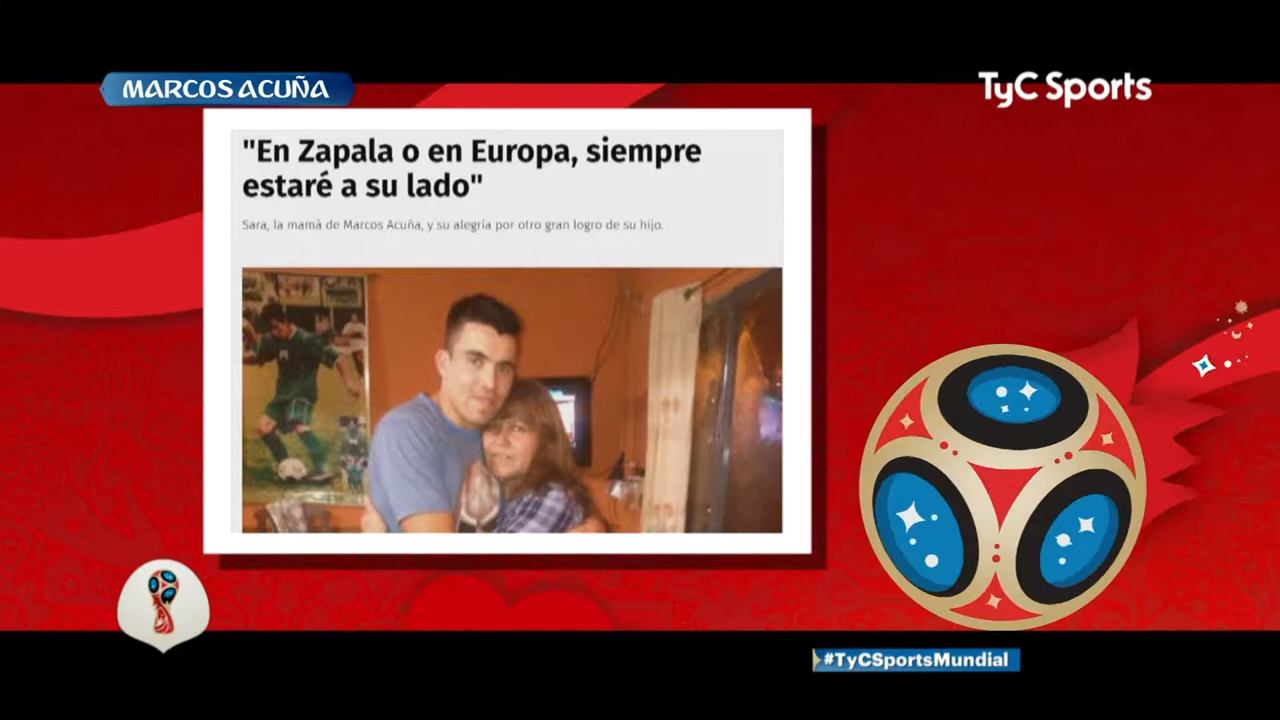 MARCOS ACUÑA
TyC Sports
"En Zapala o en Europa, siempre
estaré a su lado"
Sara, la mamá de Marcos Acuña, y su alegría por otro gran logro de su hijo.
#TyCSportsMundial